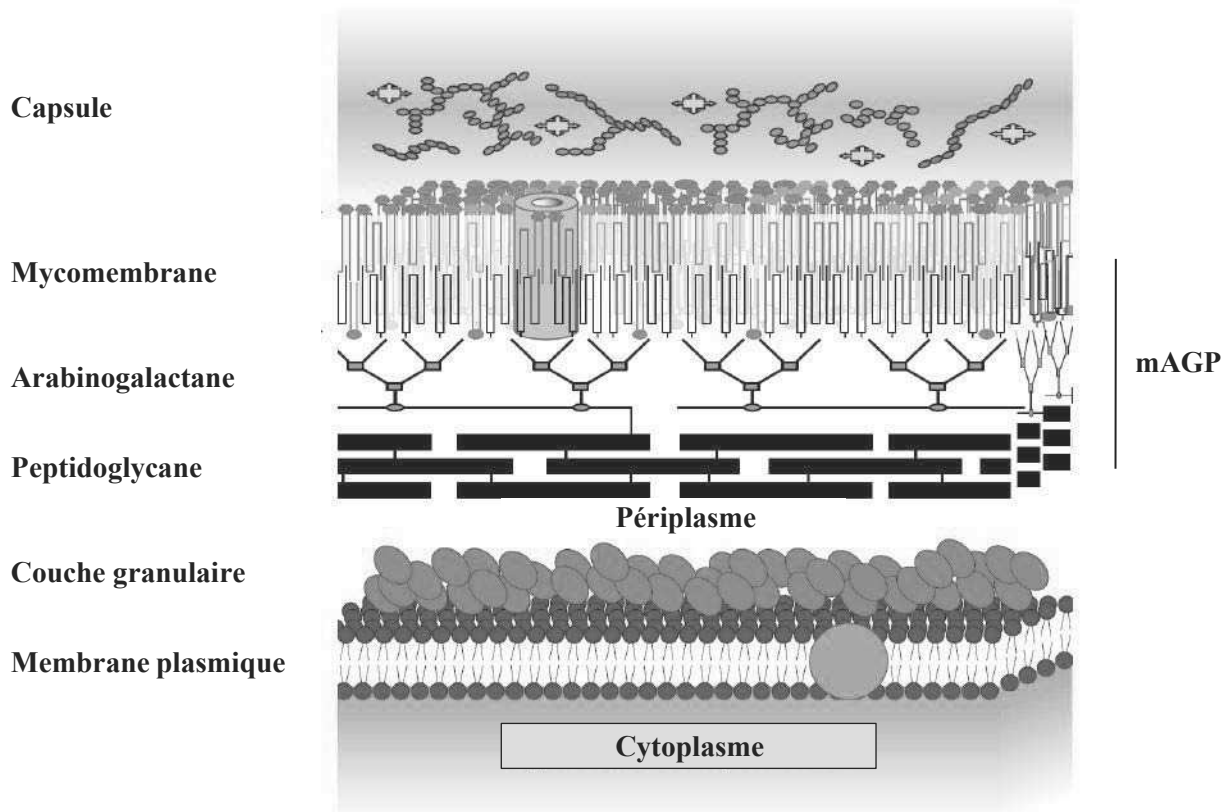 Capsule
Mycomembrane
Arabinogalactane
mAGP
Peptidoglycane
Périplasme
Couche granulaire
Membrane plasmique
Cytoplasme